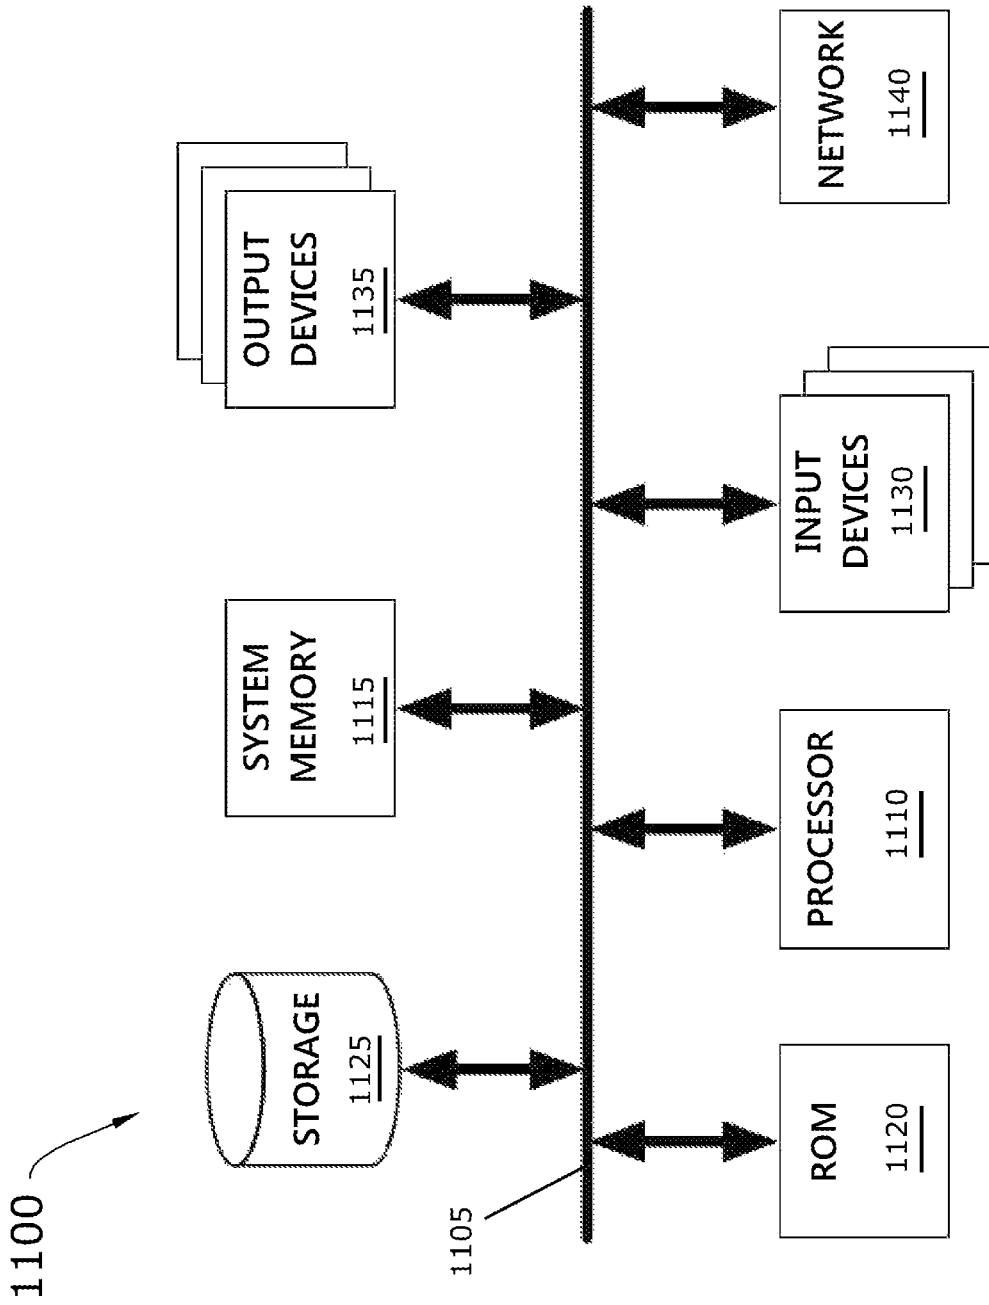 1100
STORAGE
1125
SYSTEM
MEMORY
1115
OUTPUT
DEVICES
1135
1105
ROM
1120
PROCESSOR
1110
INPUT
DEVICES
1130
NETWORK
1140